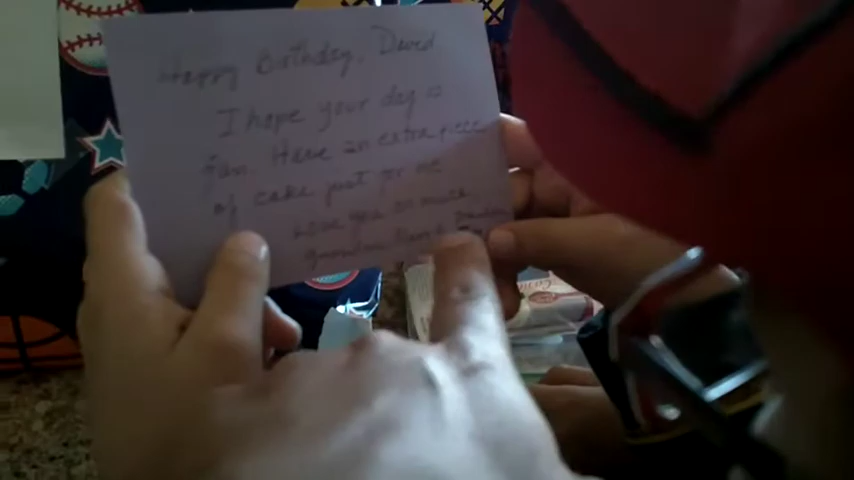 Happy Birthday, David
I hope your day is
fun. Have an extra piece
of cake just for me
Love you so much
Grandma